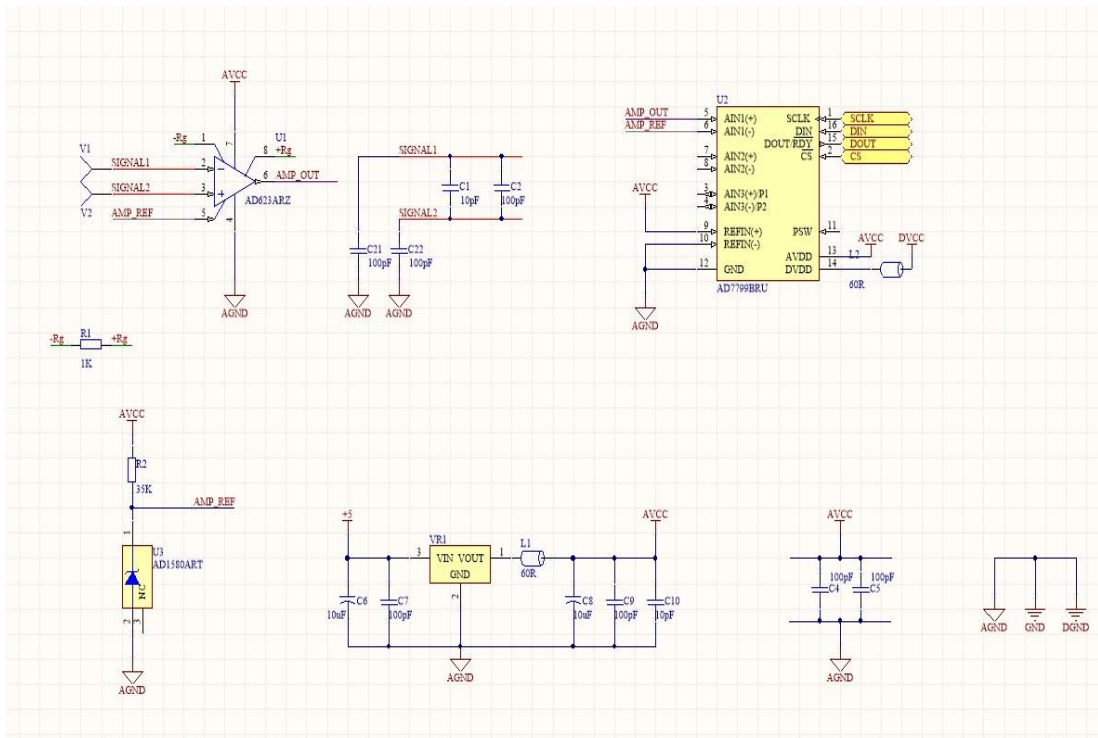 AVCC
-Rg 1
7
U1
8 +Rg
V1
SIGNAL1 2
6 AMP_OUT
SIGNAL2 3
AD623ARZ
V2
AMP_REF 5
4
AGND
SIGNAL1
C1
10pF
C2
100pF
SIGNAL2
C21
100pF
C22
100pF
AGND
AGND
U2
AMP_OUT 5 AIN1(+) SCLK 1 SCLK
AMP_REF 6 AIN1(-) DIN 16 DIN
DOUT/RDY 15 DOUT
7 AIN2(+) CS 2 CS
8 AIN2(-)
AVCC
3 AIN3(+)/P1
4 AIN3(-)/P2
9 REFIN(+) PSW 11
10 REFIN(-)
AVCC DVCC
AVDD 13 L2
12 GND DVDD 14
60R
AD7799BRU
AGND
-Rg R1 +Rg
1K
AVCC
R2
35K
AMP_REF
1
U3
AD1580ART
NC
2
3
AGND
+5
AVCC
VR1
3 VIN VOUT 1
L1
60R
GND
2
C6
10uF
C7
100pF
C8
10uF
C9
100pF
C10
10pF
AGND
AVCC
100pF
C4
100pF
C5
AGND
AGND
GND
DGND